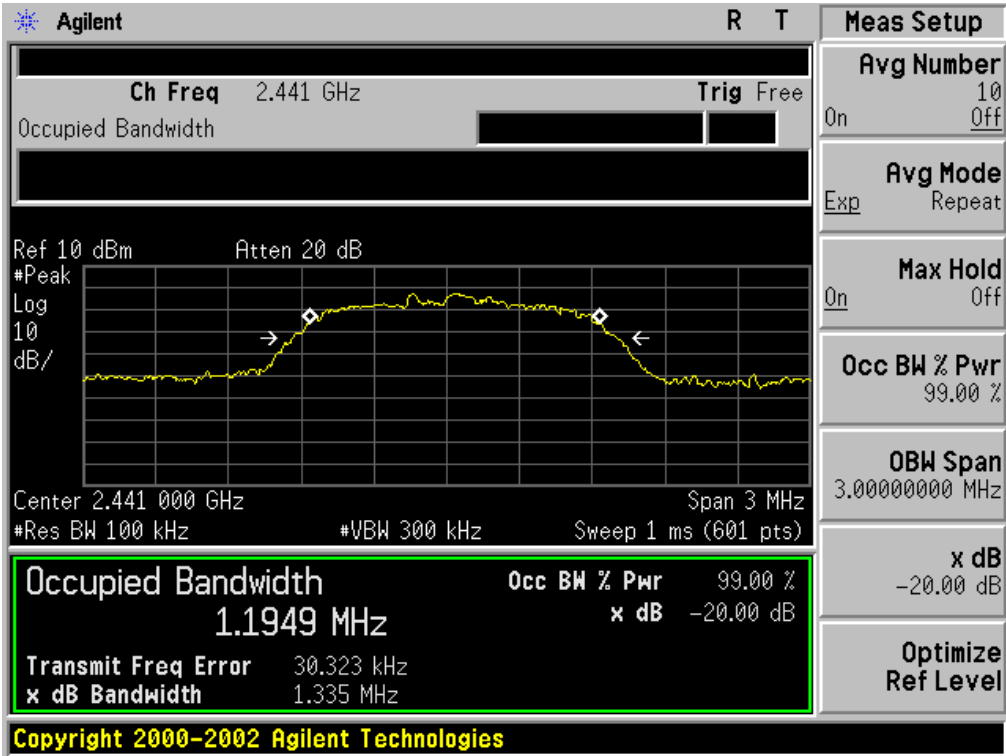 Agilent R T
Ch Freq 2.441 GHz Trig Free
Occupied Bandwidth
Ref 10 dBm Atten 20 dB
#Peak
Log
10
dB/
Center 2.441 000 GHz Span 3 MHz
#Res BW 100 kHz #VBW 300 kHz Sweep 1 ms (601 pts)
Occupied Bandwidth Occ BW % Pwr 99.00 %
1.1949 MHz x dB -20.00 dB
Transmit Freq Error 30.323 kHz
x dB Bandwidth 1.335 MHz
Copyright 2000-2002 Agilent Technologies
Meas Setup
Avg Number
10
On Off
Avg Mode
Exp Repeat
Max Hold
On Off
Occ BW % Pwr
99.00 %
OBW Span
3.00000000 MHz
x dB
-20.00 dB
Optimize
Ref Level